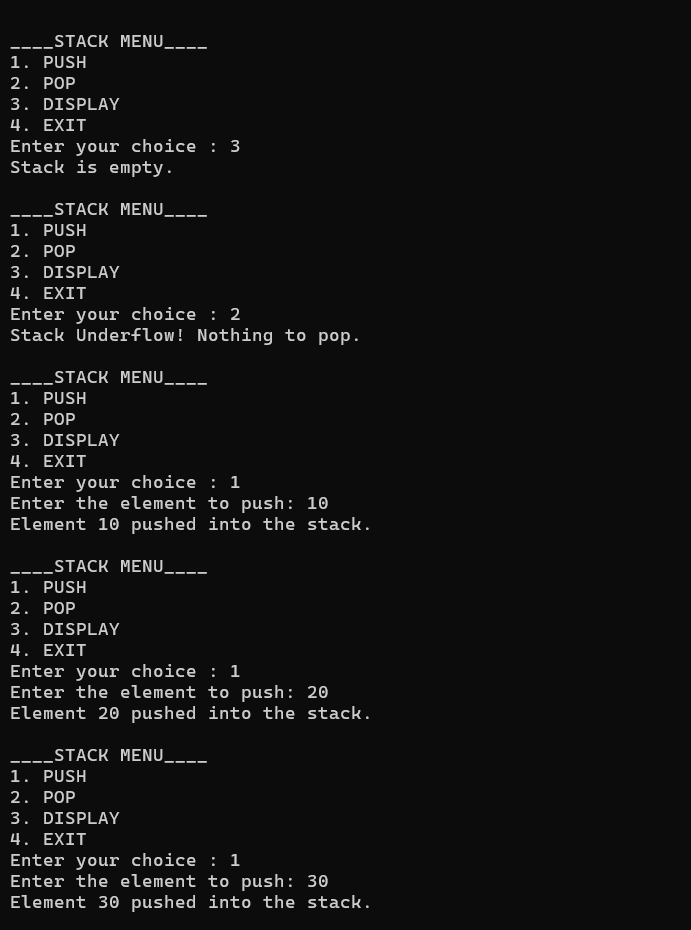 ____STACK MENU____
1. PUSH
2. POP
3. DISPLAY
4. EXIT
Enter your choice : 3
Stack is empty.
____STACK MENU____
1. PUSH
2. POP
3. DISPLAY
4. EXIT
Enter your choice : 2
Stack Underflow! Nothing to pop.
____STACK MENU____
1. PUSH
2. POP
3. DISPLAY
4. EXIT
Enter your choice : 1
Enter the element to push: 10
Element 10 pushed into the stack.
____STACK MENU____
1. PUSH
2. POP
3. DISPLAY
4. EXIT
Enter your choice : 1
Enter the element to push: 20
Element 20 pushed into the stack.
____STACK MENU____
1. PUSH
2. POP
3. DISPLAY
4. EXIT
Enter your choice : 1
Enter the element to push: 30
Element 30 pushed into the stack.